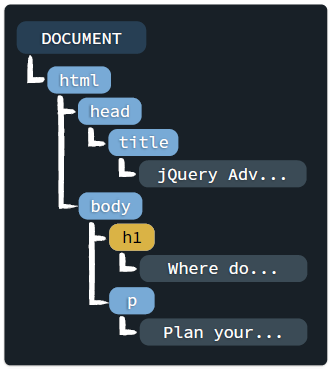 DOCUMENT
html
head
title
jQuery Adv...
body
h1
Where do...
p
Plan your...